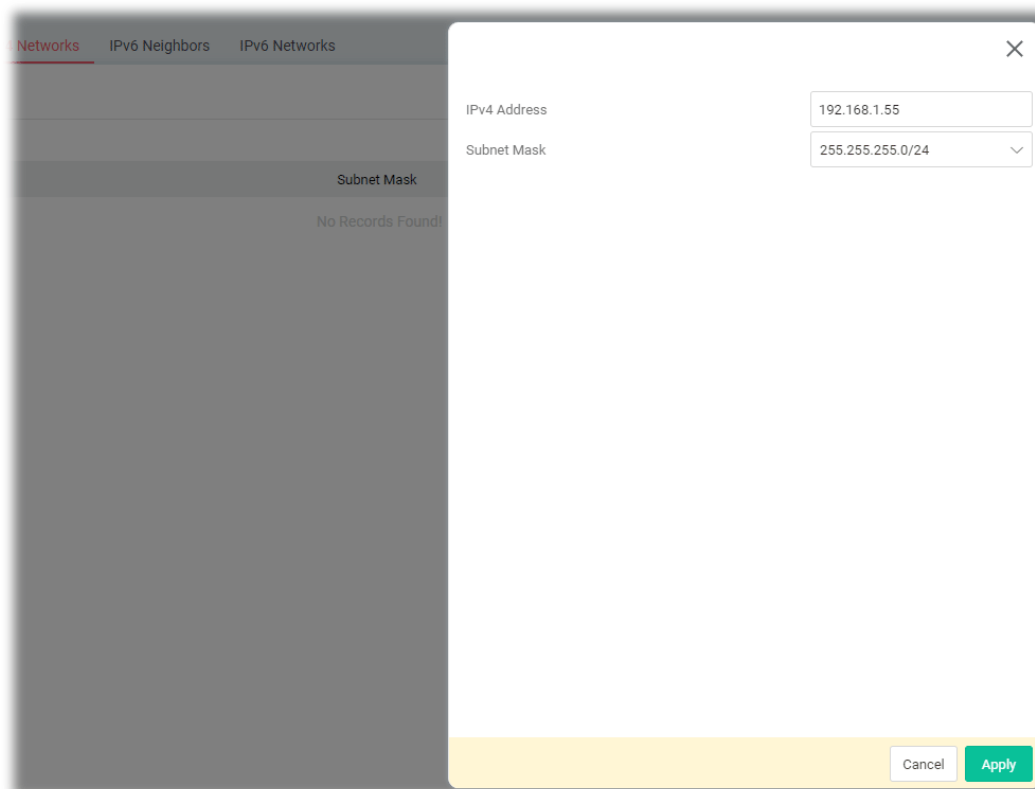 Networks IPv6 Neighbors IPv6 Networks
IPv4 Address 192.168.1.55
Subnet Mask 255.255.255.0/24
Subnet Mask
No Records Found!
Cancel Apply